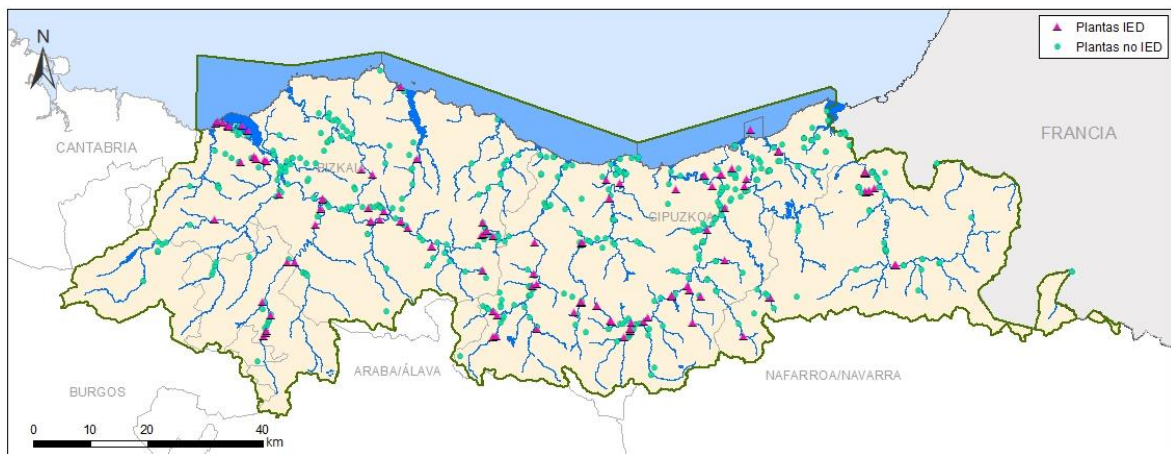 Plantas IED
Plantas no IED
N
FRANCIA
CANTABRIA
BIZKAIA
GIPUZKOA
ARABA/ÁLAVA
NAFARROA/NAVARRA
BURGOS
0 10 20 40
km